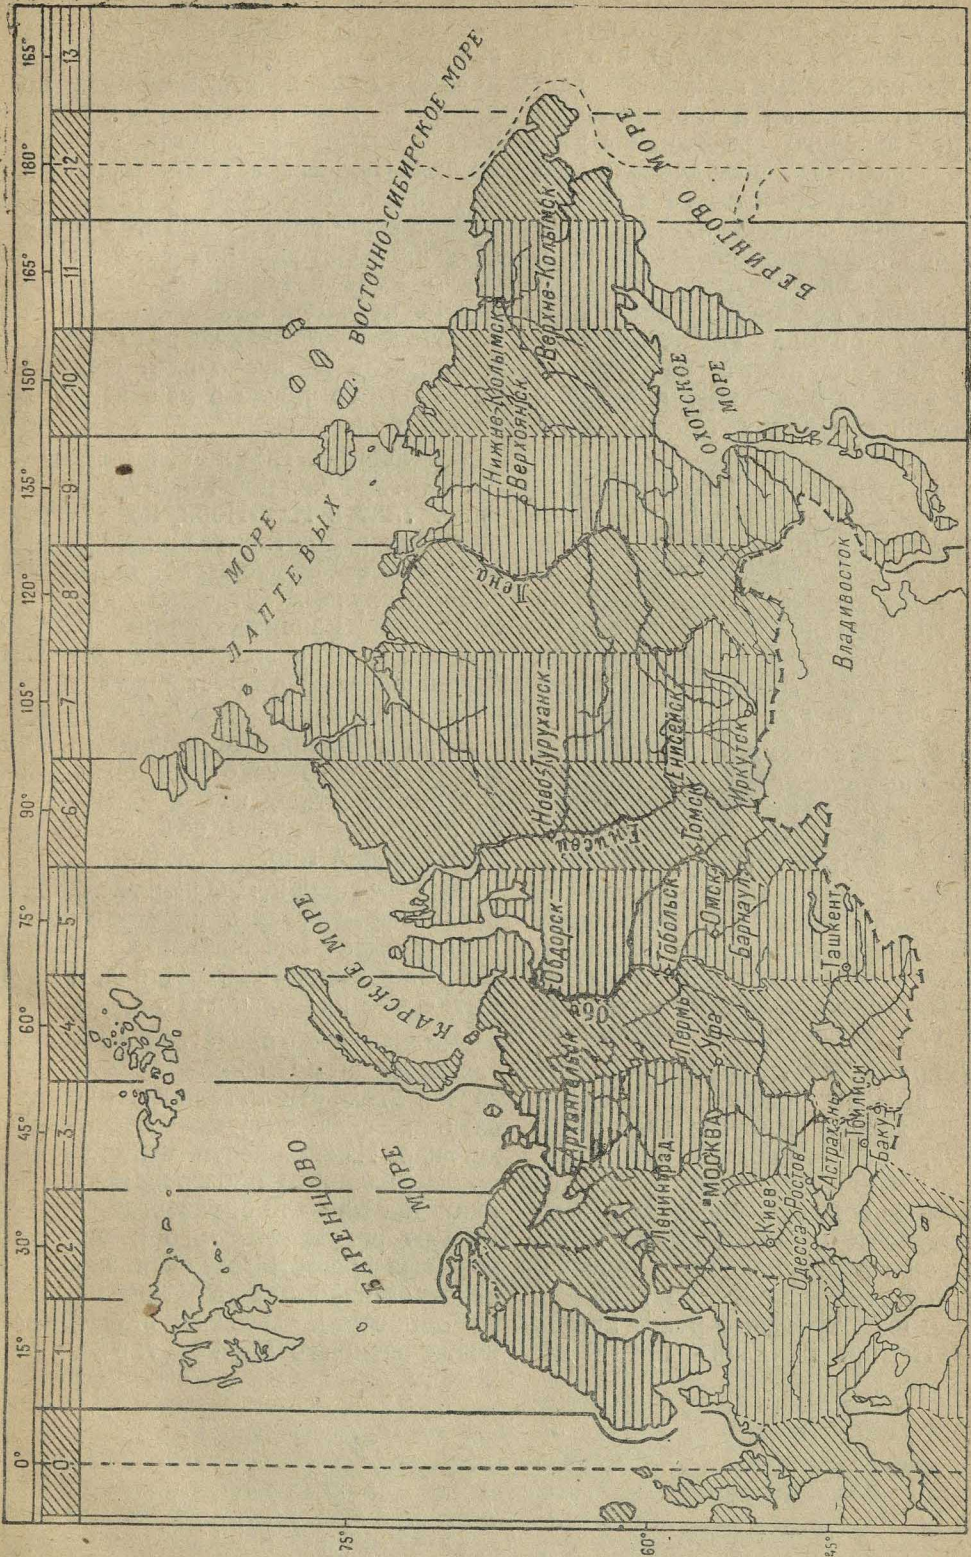 0° 15° 30° 45° 60° 75° 90° 105° 120° 135° 150° 165° 180° 165°
0 1 2 3 4 5 6 7 8 9 10 11 12 13
75°
60°
45°
БАРЕНЦОВО
МОРЕ
КАРСКОЕ МОРЕ
МОРЕ
ЛАПТЕВЫХ
ВОСТОЧНО-СИБИРСКОЕ МОРЕ
БЕРИНГОВО
МОРЕ
ОХОТСКОЕ
МОРЕ
Нижне-Колымск
Верхоянск
Верхне-Колымск
Лена
Новотуруханск
Енисей
Енисейск
Томск
Иркутск
Обдорск
Обь
Тобольск
Омск
Барнаул
Ташкент
Архангельск
Пермь
Уфа
Ленинград
МОСКВА
Киев
Одесса
Ростов
Астрахань
Тбилиси
Баку
Владивосток